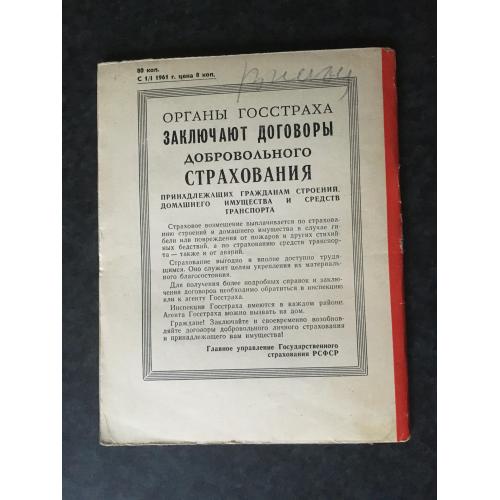 80 коп.
С 1/I 1961 г. цена 8 коп.
ОРГАНЫ ГОССТРАХА
ЗАКЛЮЧАЮТ ДОГОВОРЫ
ДОБРОВОЛЬНОГО
СТРАХОВАНИЯ
ПРИНАДЛЕЖАЩИХ ГРАЖДАНАМ СТРОЕНИЙ,
ДОМАШНЕГО ИМУЩЕСТВА И СРЕДСТВ
ТРАНСПОРТА
Страховое возмещение выплачивается по страхова-
нию строений и домашнего имущества в случае ги-
бели или повреждения от пожаров и других стихий-
ных бедствий, а по страхованию средств транспор-
та — также и от аварий.
Страхование выгодно и вполне доступно трудя-
щимся. Оно служит целям укрепления их материаль-
ного благосостояния.
Для получения более подробных справок и заклю-
чения договоров необходимо обратиться в инспекцию
или к агенту Госстраха.
Инспекции Госстраха имеются в каждом районе.
Агента Госстраха можно вызвать на дом.
Граждане! Заключайте и своевременно возобнов-
ляйте договоры добровольного личного страхования
и принадлежащего вам имущества!
Главное управление Государственного
страхования РСФСР